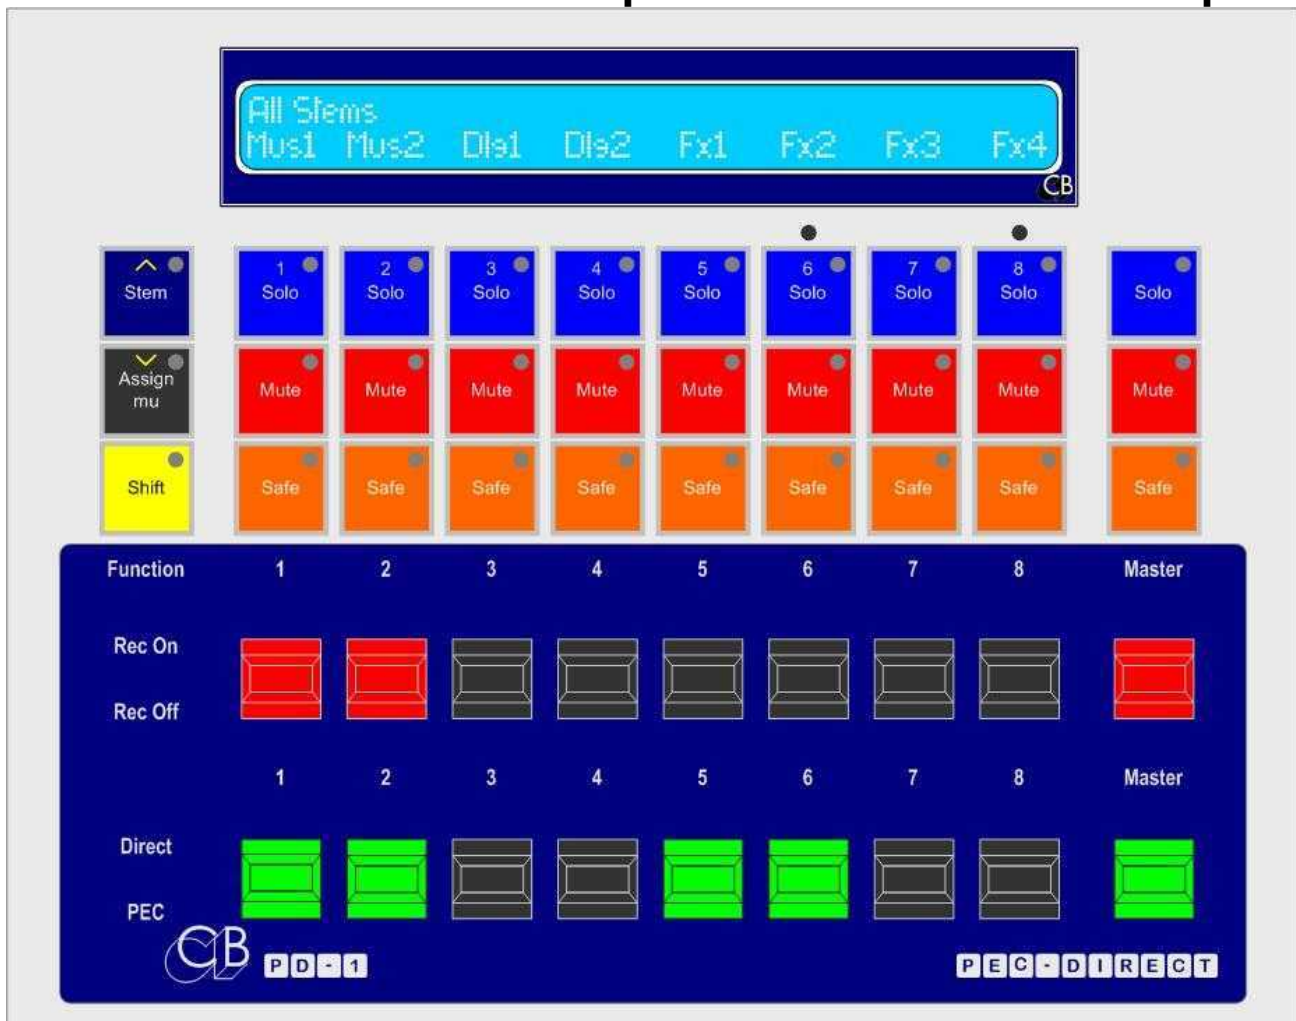 All Stems
Mus1 Mus2 Dlg1 Dlg2 Fx1 Fx2 Fx3 Fx4
CB
Stem 1 Solo 2 Solo 3 Solo 4 Solo 5 Solo 6 Solo 7 Solo 8 Solo Solo
Assign mu Mute Mute Mute Mute Mute Mute Mute Mute Mute
Shift Safe Safe Safe Safe Safe Safe Safe Safe Safe
Function 1 2 3 4 5 6 7 8 Master
Rec On
Rec Off
1 2 3 4 5 6 7 8 Master
Direct
PEC
CB PD-1 PEC-DIRECT